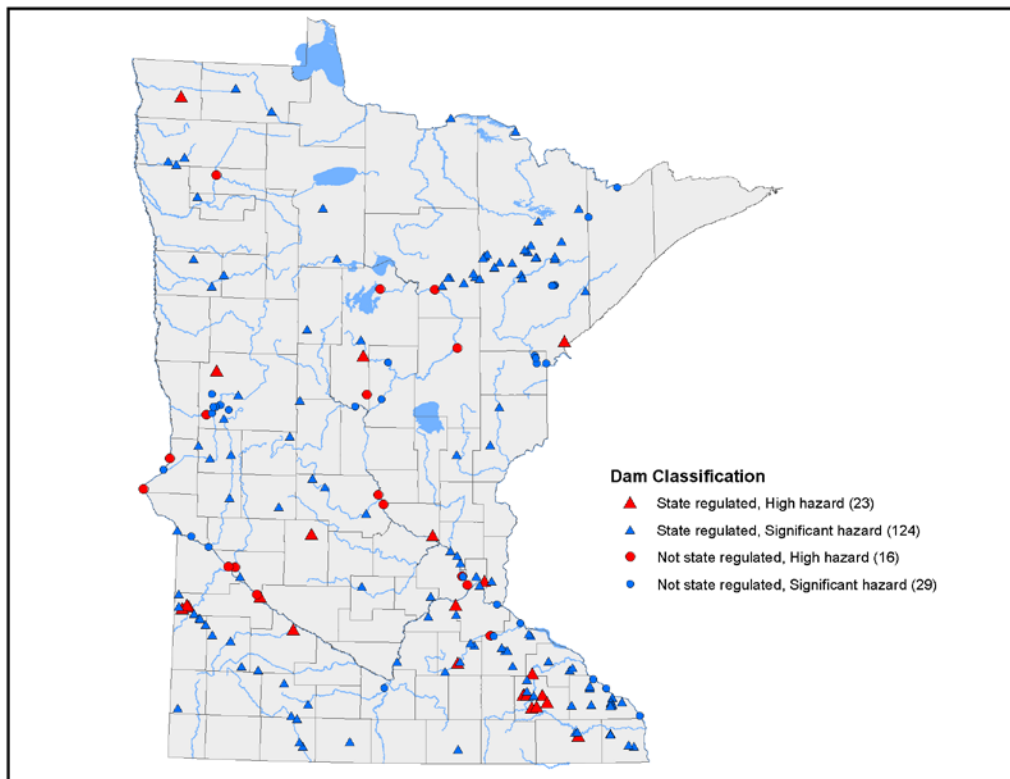 Dam Classification
State regulated, High hazard (23)
State regulated, Significant hazard (124)
Not state regulated, High hazard (16)
Not state regulated, Significant hazard (29)